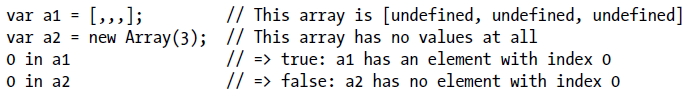 var a1 = [,,,]; // This array is [undefined, undefined, undefined]
var a2 = new Array(3); // This array has no values at all
0 in a1 // => true: a1 has an element with index 0
0 in a2 // => false: a2 has no element with index 0